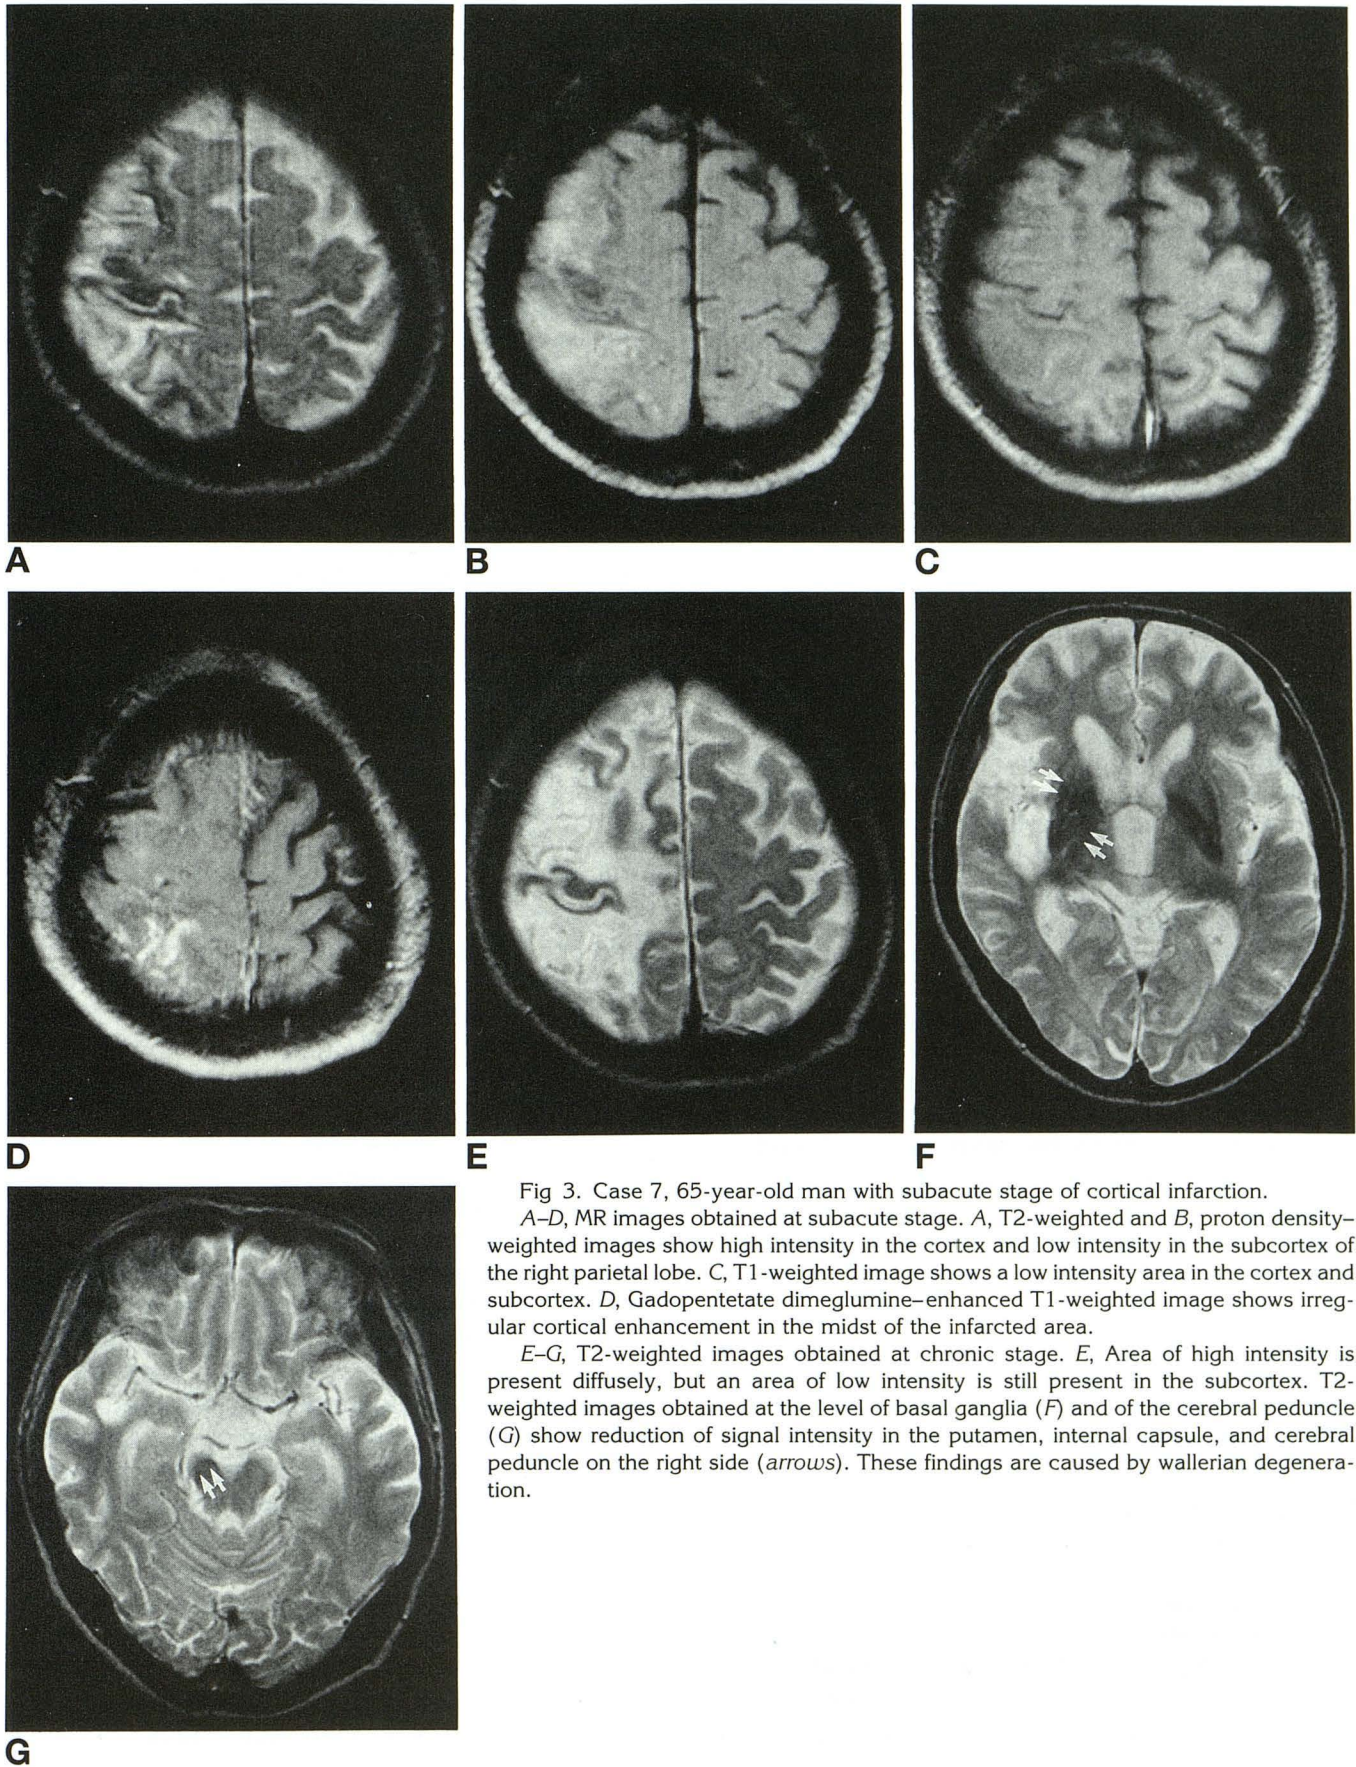 A
B
C
D
E
F
Fig 3. Case 7, 65-year-old man with subacute stage of cortical infarction.
A–D, MR images obtained at subacute stage. A, T2-weighted and B, proton density–
weighted images show high intensity in the cortex and low intensity in the subcortex of
the right parietal lobe. C, T1-weighted image shows a low intensity area in the cortex and
subcortex. D, Gadopentetate dimeglumine–enhanced T1-weighted image shows irreg-
ular cortical enhancement in the midst of the infarcted area.
E–G, T2-weighted images obtained at chronic stage. E, Area of high intensity is
present diffusely, but an area of low intensity is still present in the subcortex. T2-
weighted images obtained at the level of basal ganglia (F) and of the cerebral peduncle
(G) show reduction of signal intensity in the putamen, internal capsule, and cerebral
peduncle on the right side (arrows). These findings are caused by wallerian degenera-
tion.
G